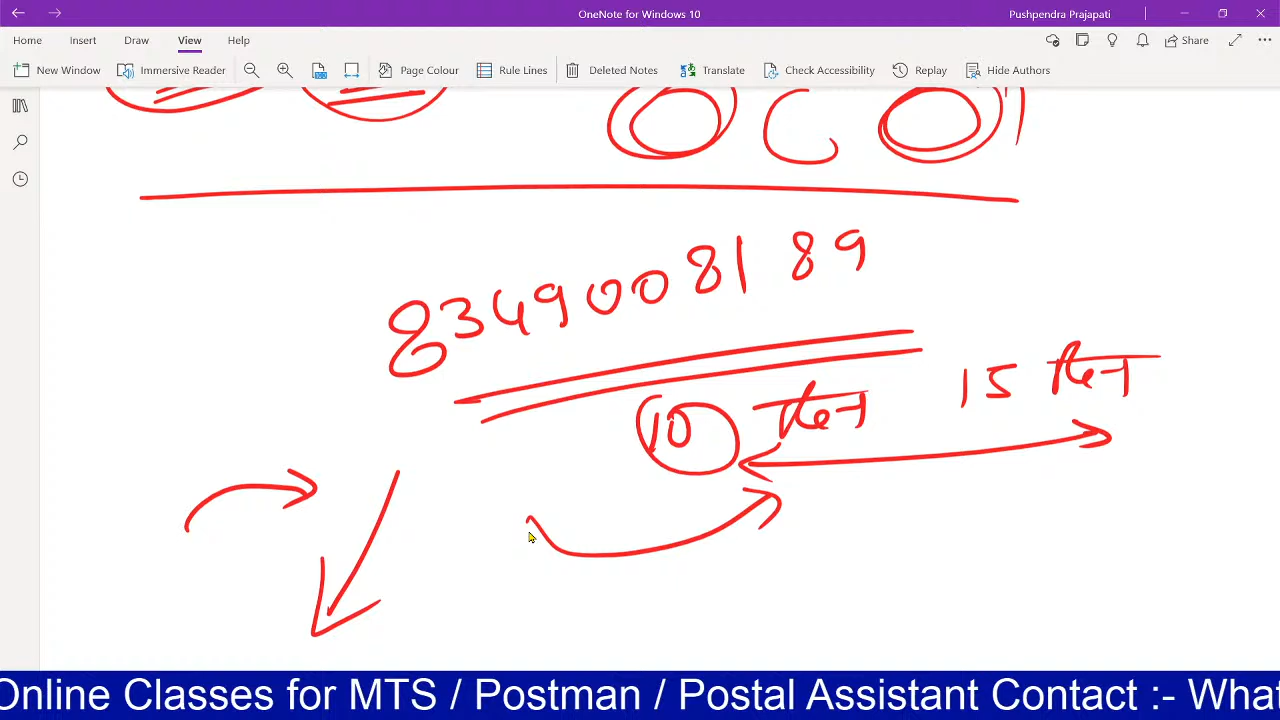 OneNote for Windows 10
Pushpendra Prajapati
Home Insert Draw View Help
Share
New Window Immersive Reader Page Colour Rule Lines Deleted Notes Translate Check Accessibility Replay Hide Authors
8349008189
10
15
Online Classes for MTS / Postman / Postal Assistant Contact :- What